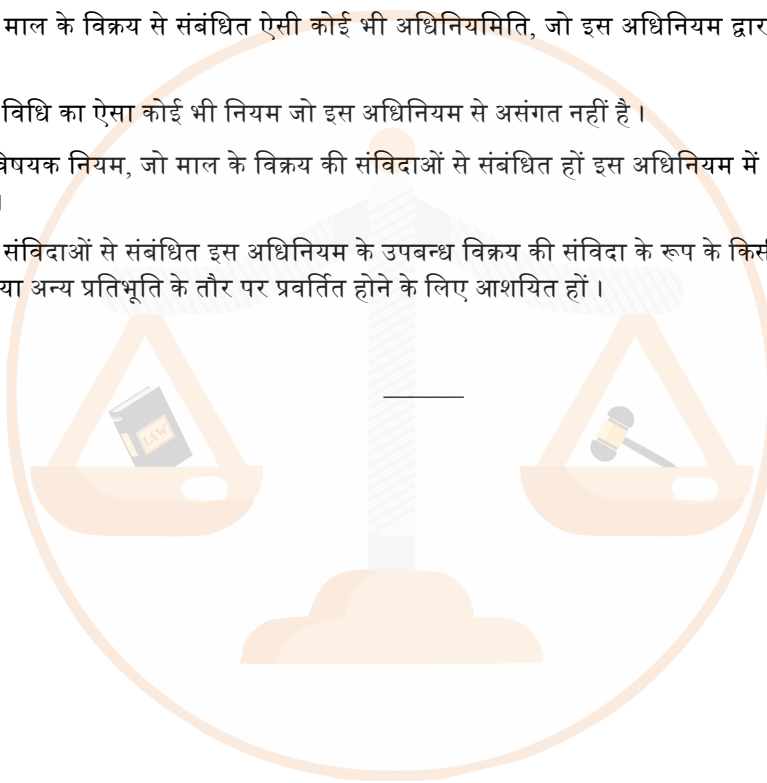 माल के विक्रय से संबंधित ऐसी कोई भी अधिनियमिति, जो इस अधिनियम द्वार
विधि का ऐसा कोई भी नियम जो इस अधिनियम से असंगत नहीं है ।
वेषयक नियम, जो माल के विक्रय की संविदाओं से संबंधित हों इस अधिनियम में
।
संविदाओं से संबंधित इस अधिनियम के उपबन्ध विक्रय की संविदा के रूप के किसी
या अन्य प्रतिभूति के तौर पर प्रवर्तित होने के लिए आशयित हों ।
LAW